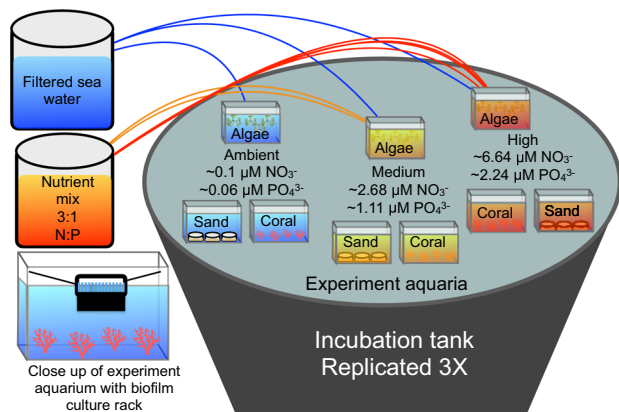 Filtered sea
water
Nutrient
mix
3:1
N:P
Close up of experiment
aquarium with biofilm
culture rack
Algae
Ambient
~0.1 µM NO₃-
~0.06 µM PO₄³-
Sand
Coral
Algae
Medium
~2.68 µM NO₃-
~1.11 µM PO₄³-
Sand
Coral
Algae
High
~6.64 µM NO₃-
~2.24 µM PO₄³-
Coral
Sand
Experiment aquaria
Incubation tank
Replicated 3X